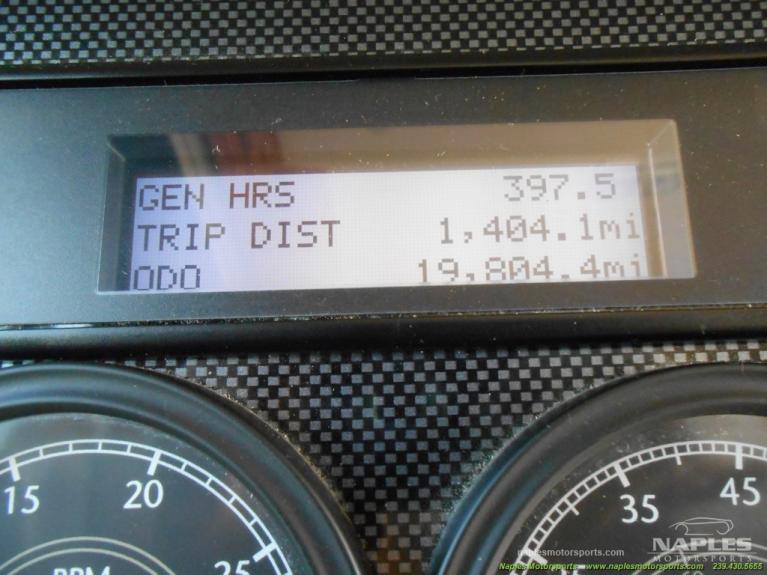 GEN HRS 397.5
TRIP DIST 1,404.1mi
ODO 19,804.4mi
15 20 25
35 45
RPM
NAPLES
MOTORSPORTS
naplesmotorsports.com
Naples Motorsports - www.naplesmotorsports.com 239.430.5655